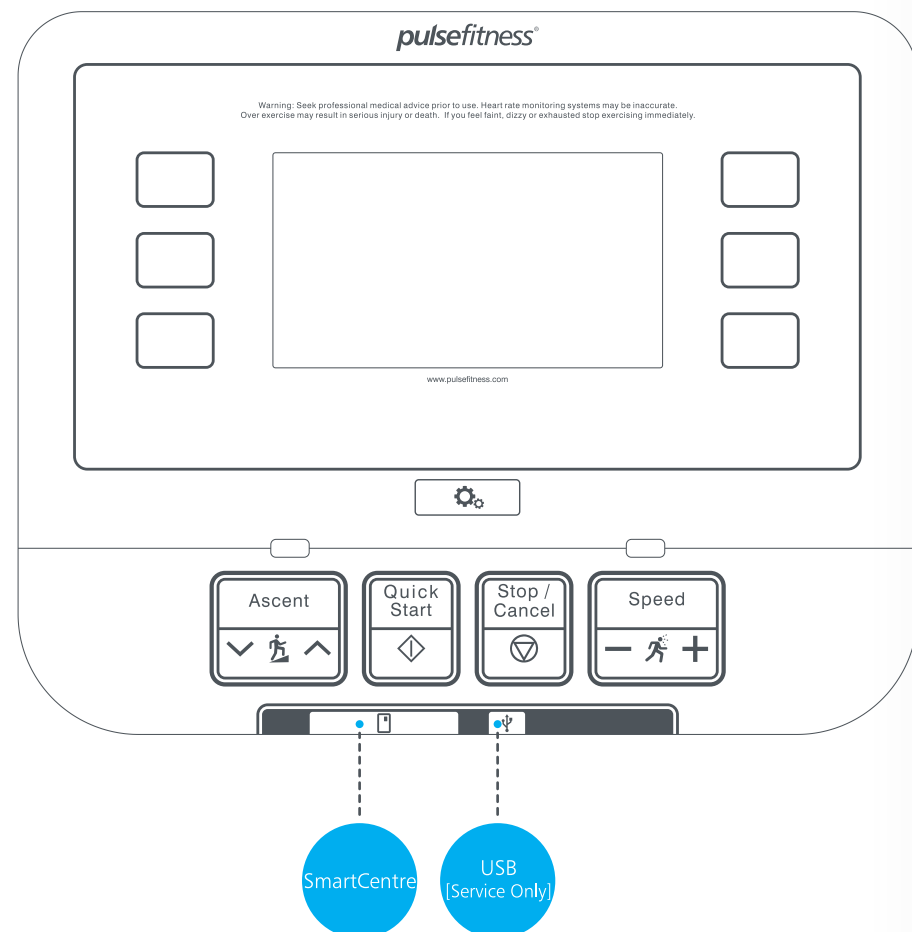 pulsefitness®
Warning: Seek professional medical advice prior to use. Heart rate monitoring systems may be inaccurate.
Over exercise may result in serious injury or death. If you feel faint, dizzy or exhausted stop exercising immediately.
www.pulsefitness.com
Ascent
Quick
Start
Stop /
Cancel
Speed
SmartCentre
USB
[Service Only]